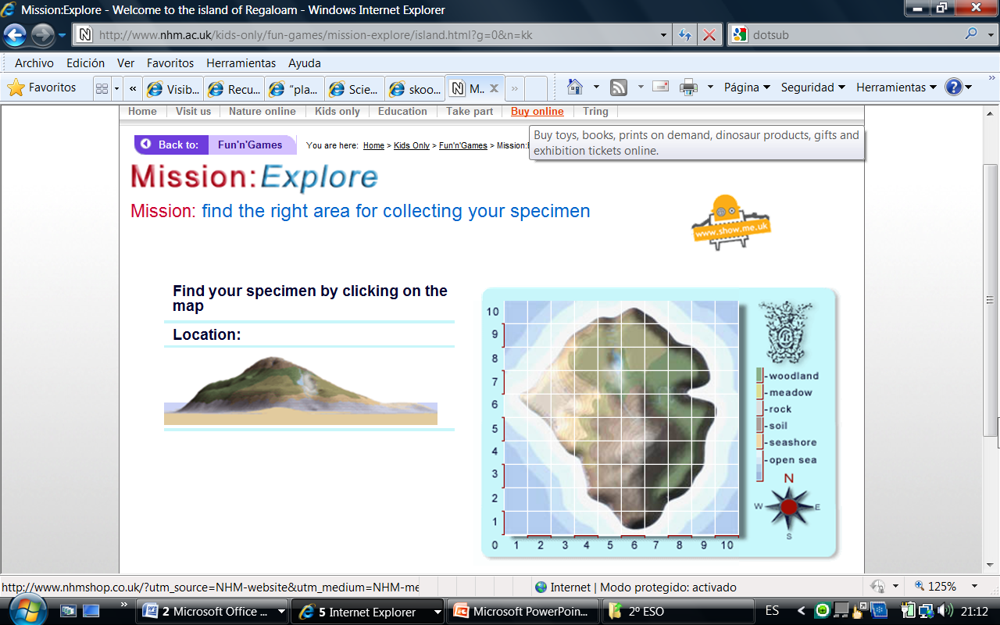 Mission:Explore - Welcome to the island of Regaloam - Windows Internet Explorer
http://www.nhm.ac.uk/kids-only/fun-games/mission-explore/island.html?g=0&n=kk
dotsub
Archivo Edición Ver Favoritos Herramientas Ayuda
Favoritos « Visib... Recu... "pla... Scie... skoo... M.. » Página Seguridad Herramientas »
Home Visit us Nature online Kids only Education Take part Buy online Tring
Buy toys, books, prints on demand, dinosaur products, gifts and
exhibition tickets online.
Back to: Fun'n'Games You are here: Home > Kids Only > Fun'n'Games > Mission:
Mission:Explore
Mission: find the right area for collecting your specimen
www.show.me.uk
Find your specimen by clicking on the
map
Location:
10
9
8
7
6
5
4
3
2
1
0 1 2 3 4 5 6 7 8 9 10
-woodland
-meadow
-rock
-soil
-seashore
-open sea
N
W E
S
http://www.nhmshop.co.uk/?utm_source=NHM-website&utm_medium=NHM-me
Internet | Modo protegido: activado
125%
» 2 Microsoft Office ... 5 Internet Explorer Microsoft PowerPoin... 2º ESO ES 21:12